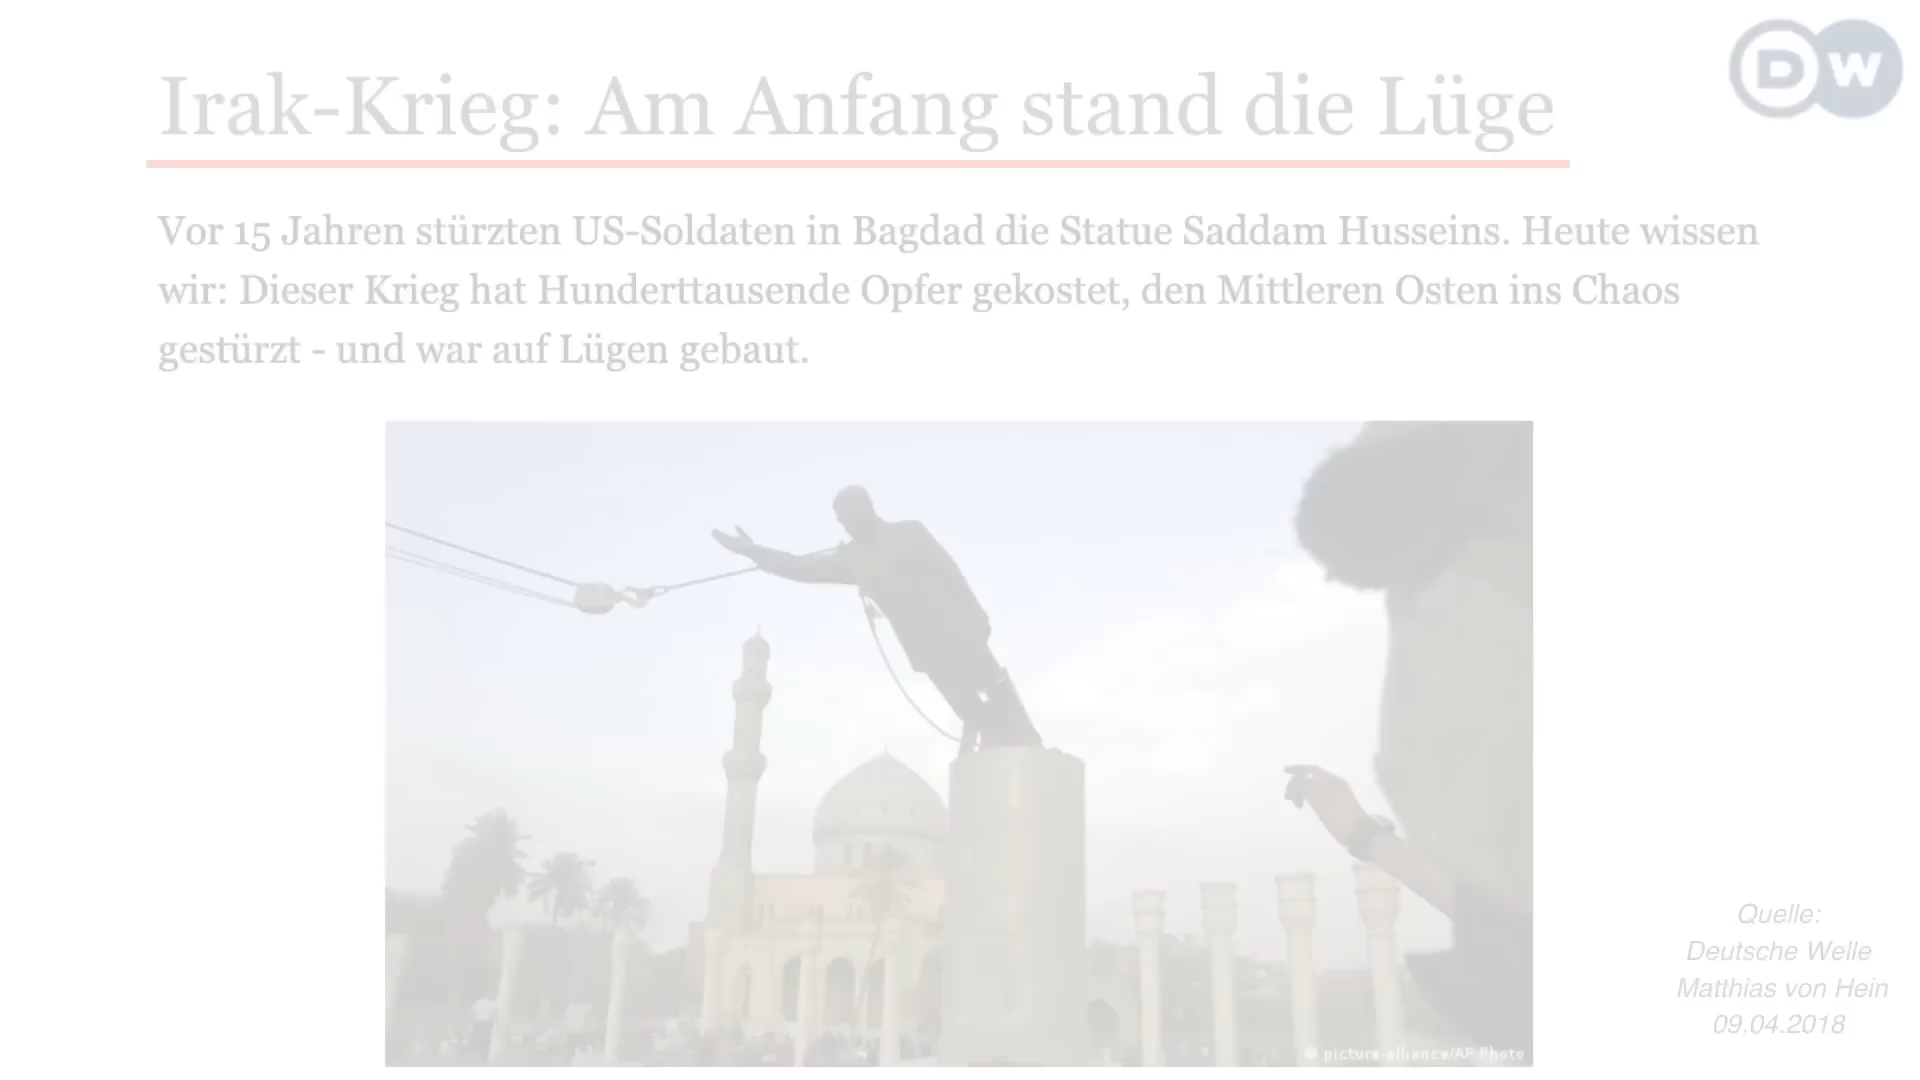 DW
Irak-Krieg: Am Anfang stand die Lüge
Vor 15 Jahren stürzten US-Soldaten in Bagdad die Statue Saddam Husseins. Heute wissen
wir: Dieser Krieg hat Hunderttausende Opfer gekostet, den Mittleren Osten ins Chaos
gestürzt - und war auf Lügen gebaut.
© picture-alliance/AP Photo
Quelle:
Deutsche Welle
Matthias von Hein
09.04.2018